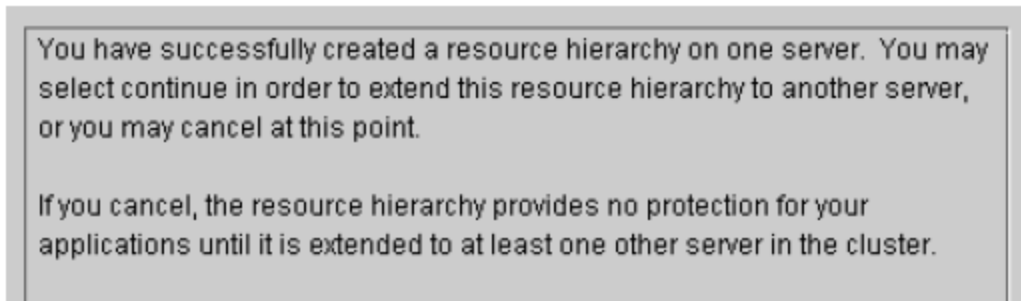 You have successfully created a resource hierarchy on one server.  You may
select continue in order to extend this resource hierarchy to another server,
or you may cancel at this point.
If you cancel, the resource hierarchy provides no protection for your
applications until it is extended to at least one other server in the cluster.